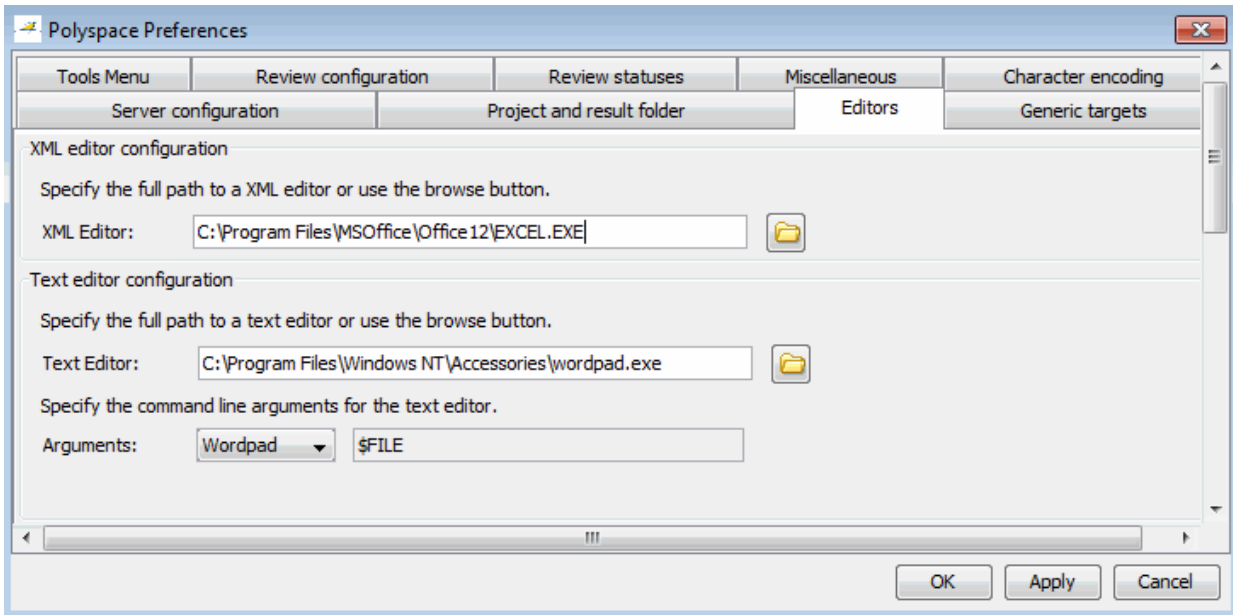 Polyspace Preferences
Tools Menu Review configuration Review statuses Miscellaneous Character encoding
Server configuration Project and result folder Editors Generic targets
XML editor configuration
Specify the full path to a XML editor or use the browse button.
XML Editor: C:\Program Files\MSOffice\Office12\EXCEL.EXE
Text editor configuration
Specify the full path to a text editor or use the browse button.
Text Editor: C:\Program Files\Windows NT\Accessories\wordpad.exe
Specify the command line arguments for the text editor.
Arguments: Wordpad $FILE
OK Apply Cancel